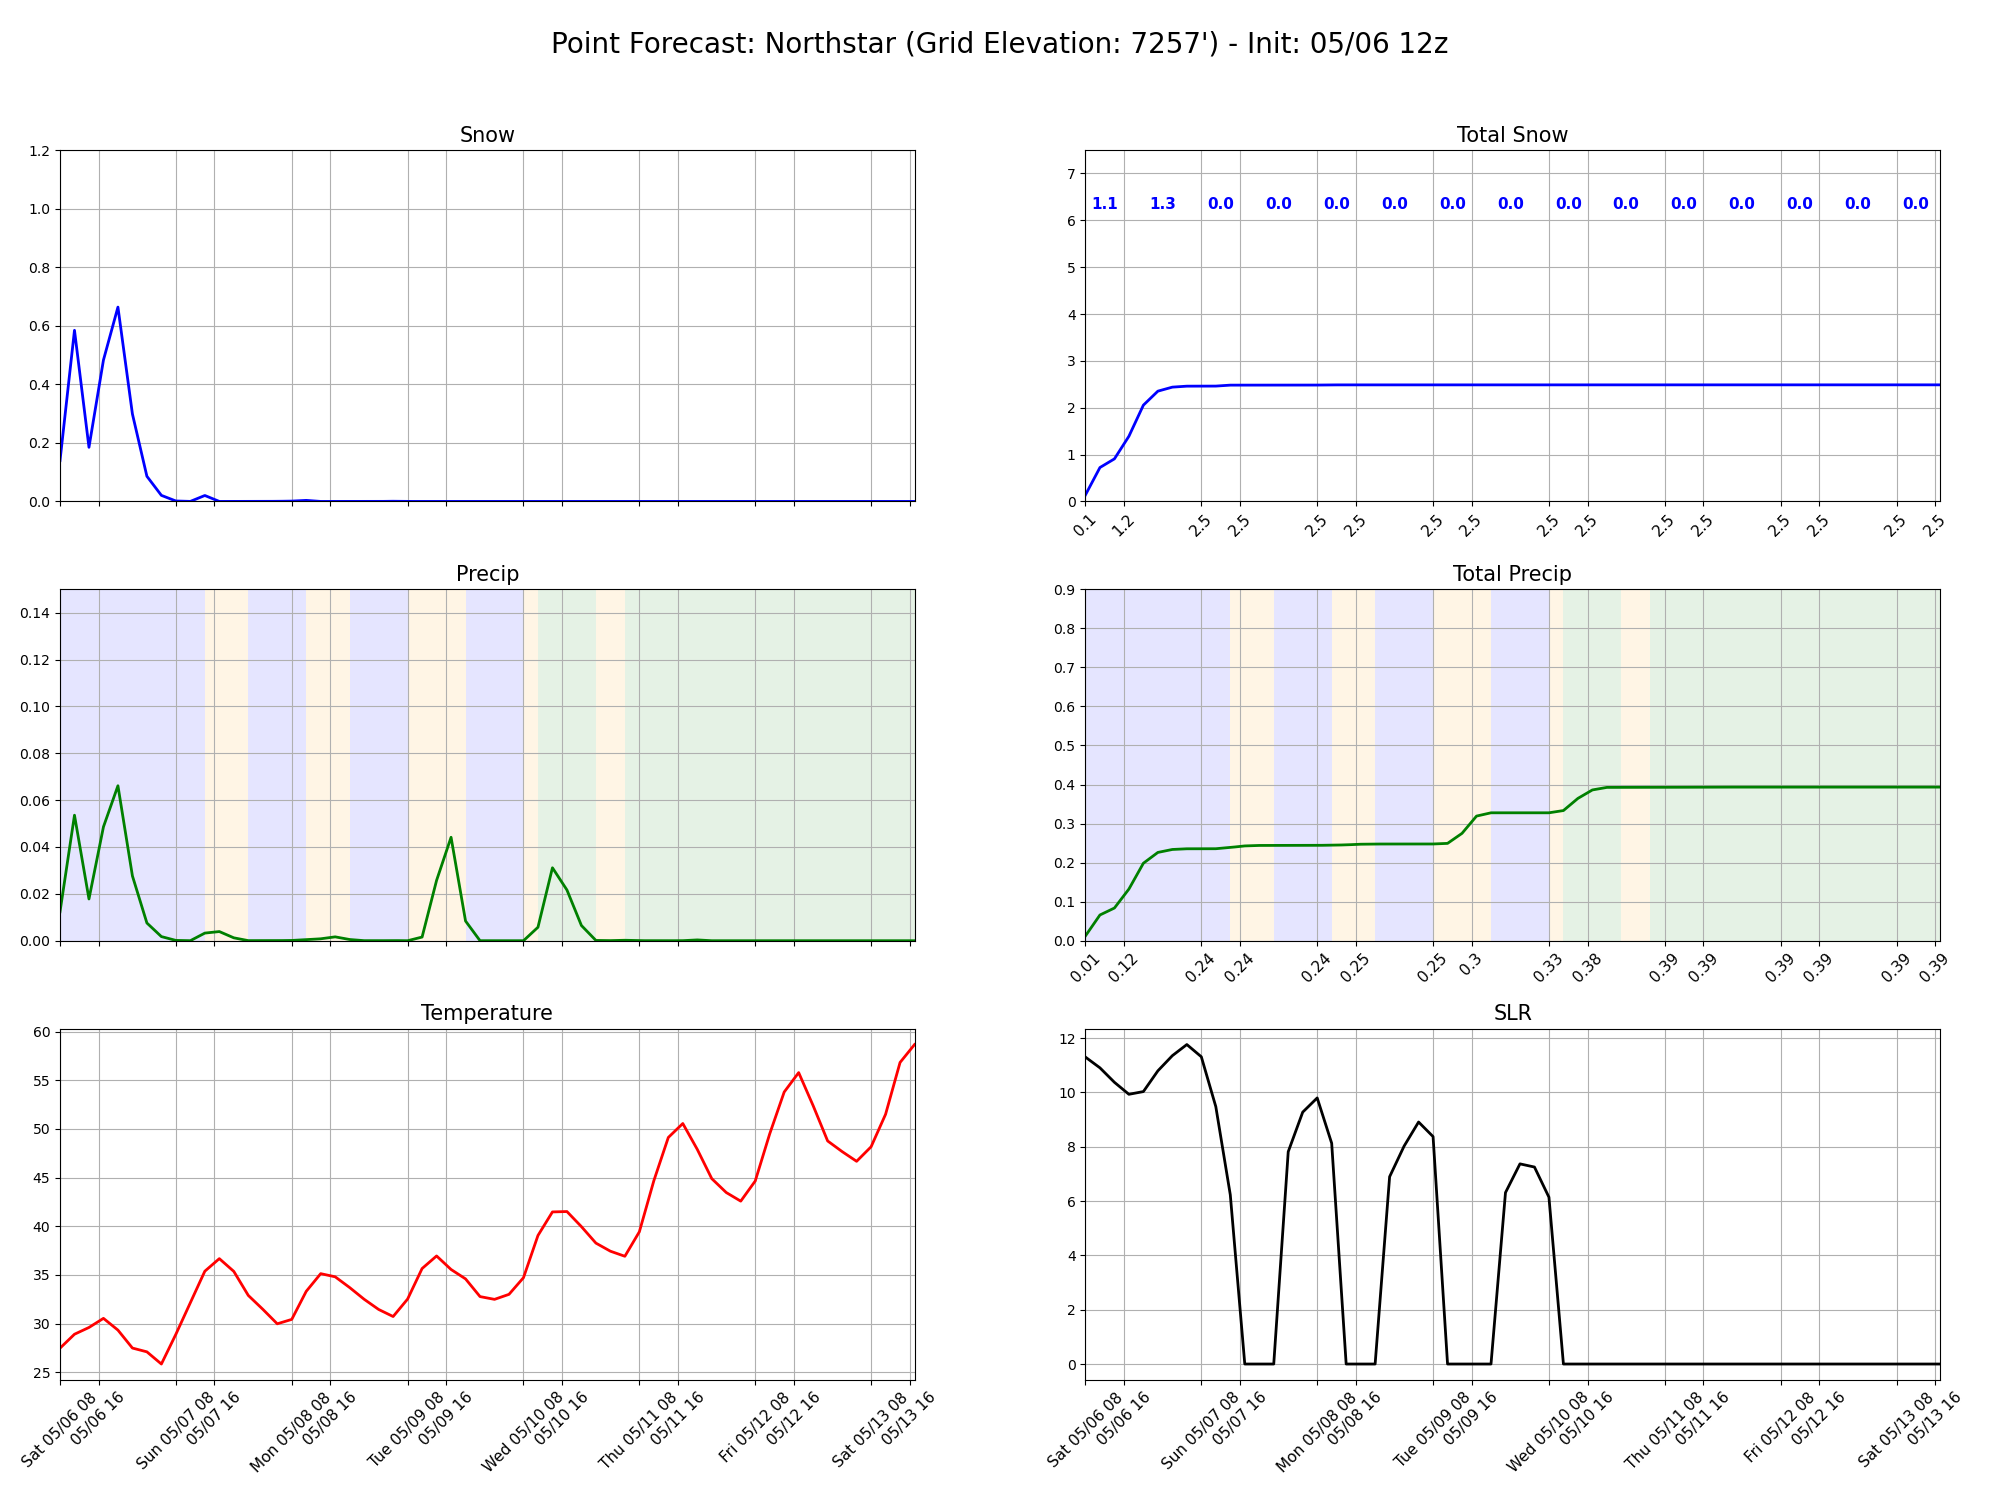 Point Forecast: Northstar (Grid Elevation: 7257') - Init: 05/06 12z
Snow
1.2
1.0
0.8
0.6
0.4
0.2
0.0
Total Snow
7
6
5
4
3
2
1
0
1.1 1.3 0.0 0.0 0.0 0.0 0.0 0.0 0.0 0.0 0.0 0.0 0.0 0.0 0.0
0.1 1.2 2.5 2.5 2.5 2.5 2.5 2.5 2.5 2.5 2.5 2.5 2.5 2.5 2.5 2.5
Precip
0.14
0.12
0.10
0.08
0.06
0.04
0.02
0.00
Total Precip
0.9
0.8
0.7
0.6
0.5
0.4
0.3
0.2
0.1
0.0
0.01 0.12 0.24 0.24 0.24 0.25 0.25 0.3 0.33 0.38 0.39 0.39 0.39 0.39 0.39 0.39
Temperature
60
55
50
45
40
35
30
25
Sat 05/06 08
05/06 16
Sun 05/07 08
05/07 16
Mon 05/08 08
05/08 16
Tue 05/09 08
05/09 16
Wed 05/10 08
05/10 16
Thu 05/11 08
05/11 16
Fri 05/12 08
05/12 16
Sat 05/13 08
05/13 16
SLR
12
10
8
6
4
2
0
Sat 05/06 08
05/06 16
Sun 05/07 08
05/07 16
Mon 05/08 08
05/08 16
Tue 05/09 08
05/09 16
Wed 05/10 08
05/10 16
Thu 05/11 08
05/11 16
Fri 05/12 08
05/12 16
Sat 05/13 08
05/13 16